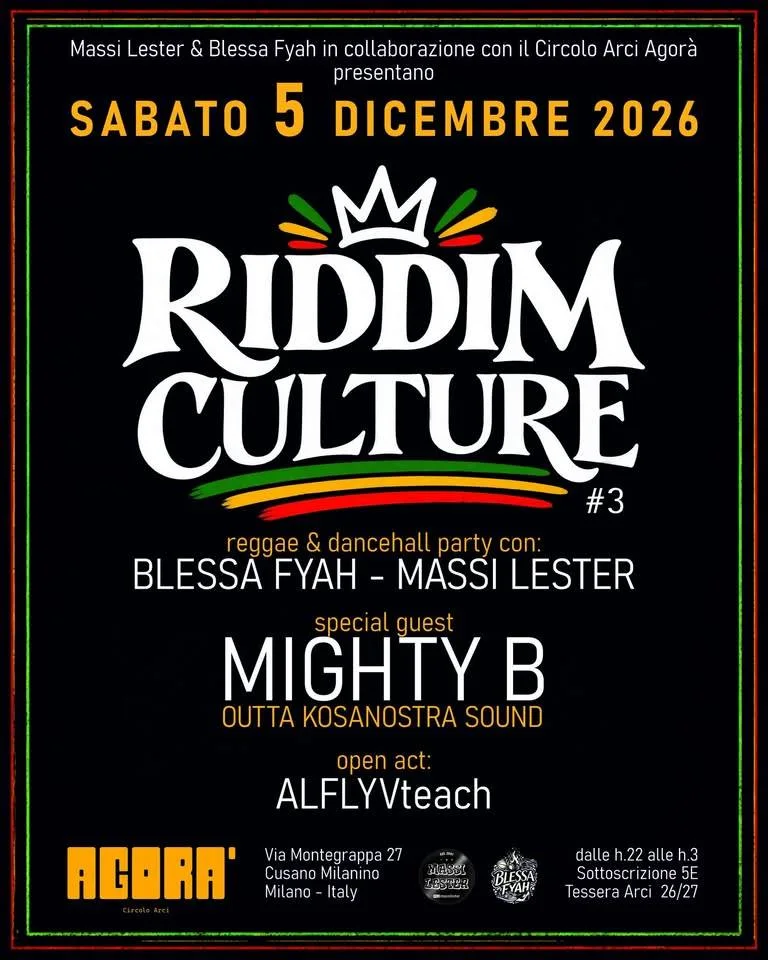 Massi Lester & Blessa Fyah in collaborazione con il Circolo Arci Agorà
presentano
SABATO 5 DICEMBRE 2026
RIDDIM
CULTURE
#3
reggae & dancehall party con:
BLESSA FYAH - MASSI LESTER
special guest
MIGHTY B
OUTTA KOSANOSTRA SOUND
open act:
ALFLYVteach
AGORA'
Circolo Arci
Via Montegrappa 27
Cusano Milanino
Milano - Italy
MASSI
LESTER
BLESSA
FYAH
dalle h.22 alle h.3
Sottoscrizione 5E
Tessera Arci 26/27